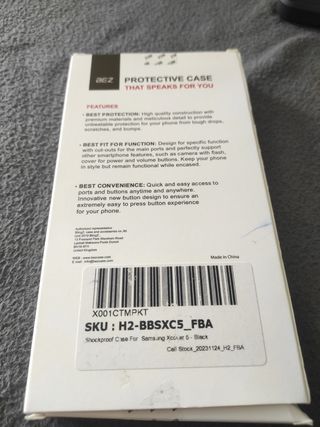 BEZ
PROTECTIVE CASE
THAT SPEAKS FOR YOU
FEATURES
• BEST PROTECTION: High quality construction with
premium materials and meticulous detail to provide
unbeatable protection for your phone from tough drops,
scratches, and bumps.
• BEST FIT FOR FUNCTION: Design for specific function
with cut-outs for the main ports and perfectly support
other smartphone features, such as camera with flash,
cover for power and volume buttons. Keep your phone
in style but remain functional while encased.
• BEST CONVENIENCE: Quick and easy access to
ports and buttons anytime and anywhere.
Innovative new button design to ensure an
extremely easy to press button experience
for your phone.
Authorized
representative
United Kingdom
Made in China
X001CTMPKT
SKU : H2-BBSXC5_FBA
Shockproof Case For Samsung Xcover 5 - Black
Call Stock_20231124_H2_FBA